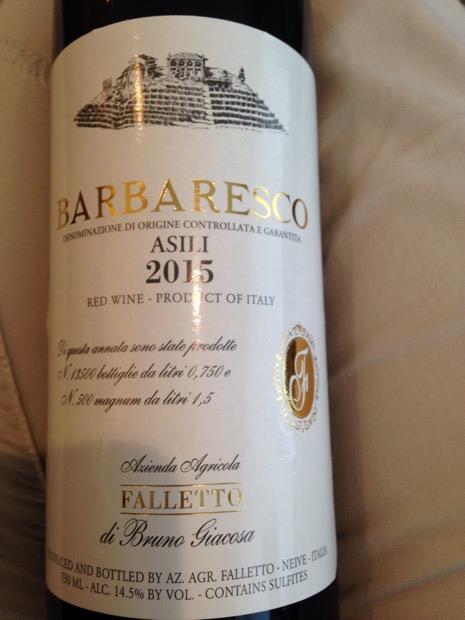 BARBARESCO
DENOMINAZIONE DI ORIGINE CONTROLLATA E GARANTITA
ASILI
2015
RED WINE - PRODUCT OF ITALY
Di questa annata sono state prodotte
N. 13500 bottiglie da litri 0,750 e
N. 500 magnum da litri 1,5
Azienda Agricola
FALLETTO
di Bruno Giacosa
PRODUCED AND BOTTLED BY AZ. AGR. FALLETTO - NEIVE - ITALIA
750 ML - ALC. 14.5% BY VOL. - CONTAINS SULFITES